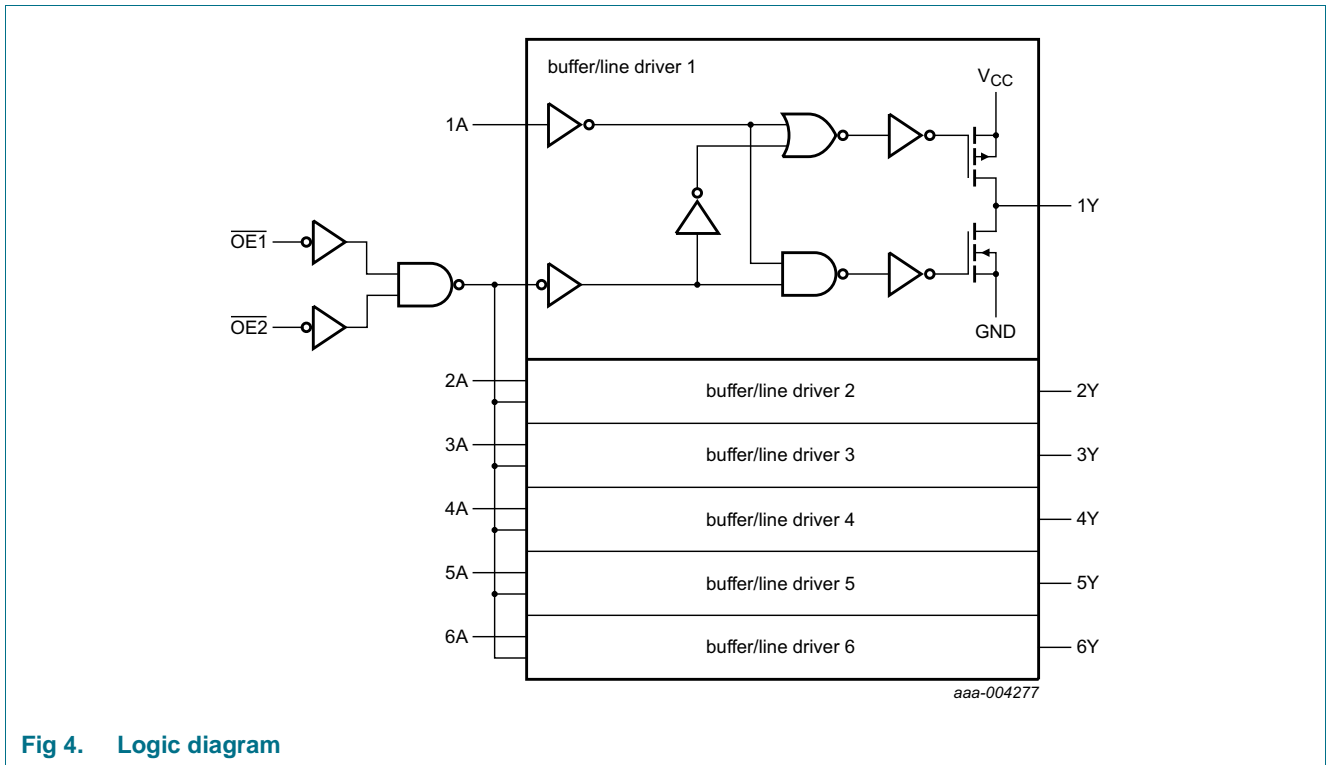 buffer/line driver 1
VCC
1A
1Y
OE1
OE2
GND
2A
buffer/line driver 2
2Y
3A
buffer/line driver 3
3Y
4A
buffer/line driver 4
4Y
5A
buffer/line driver 5
5Y
6A
buffer/line driver 6
6Y
aaa-004277
Fig 4. Logic diagram